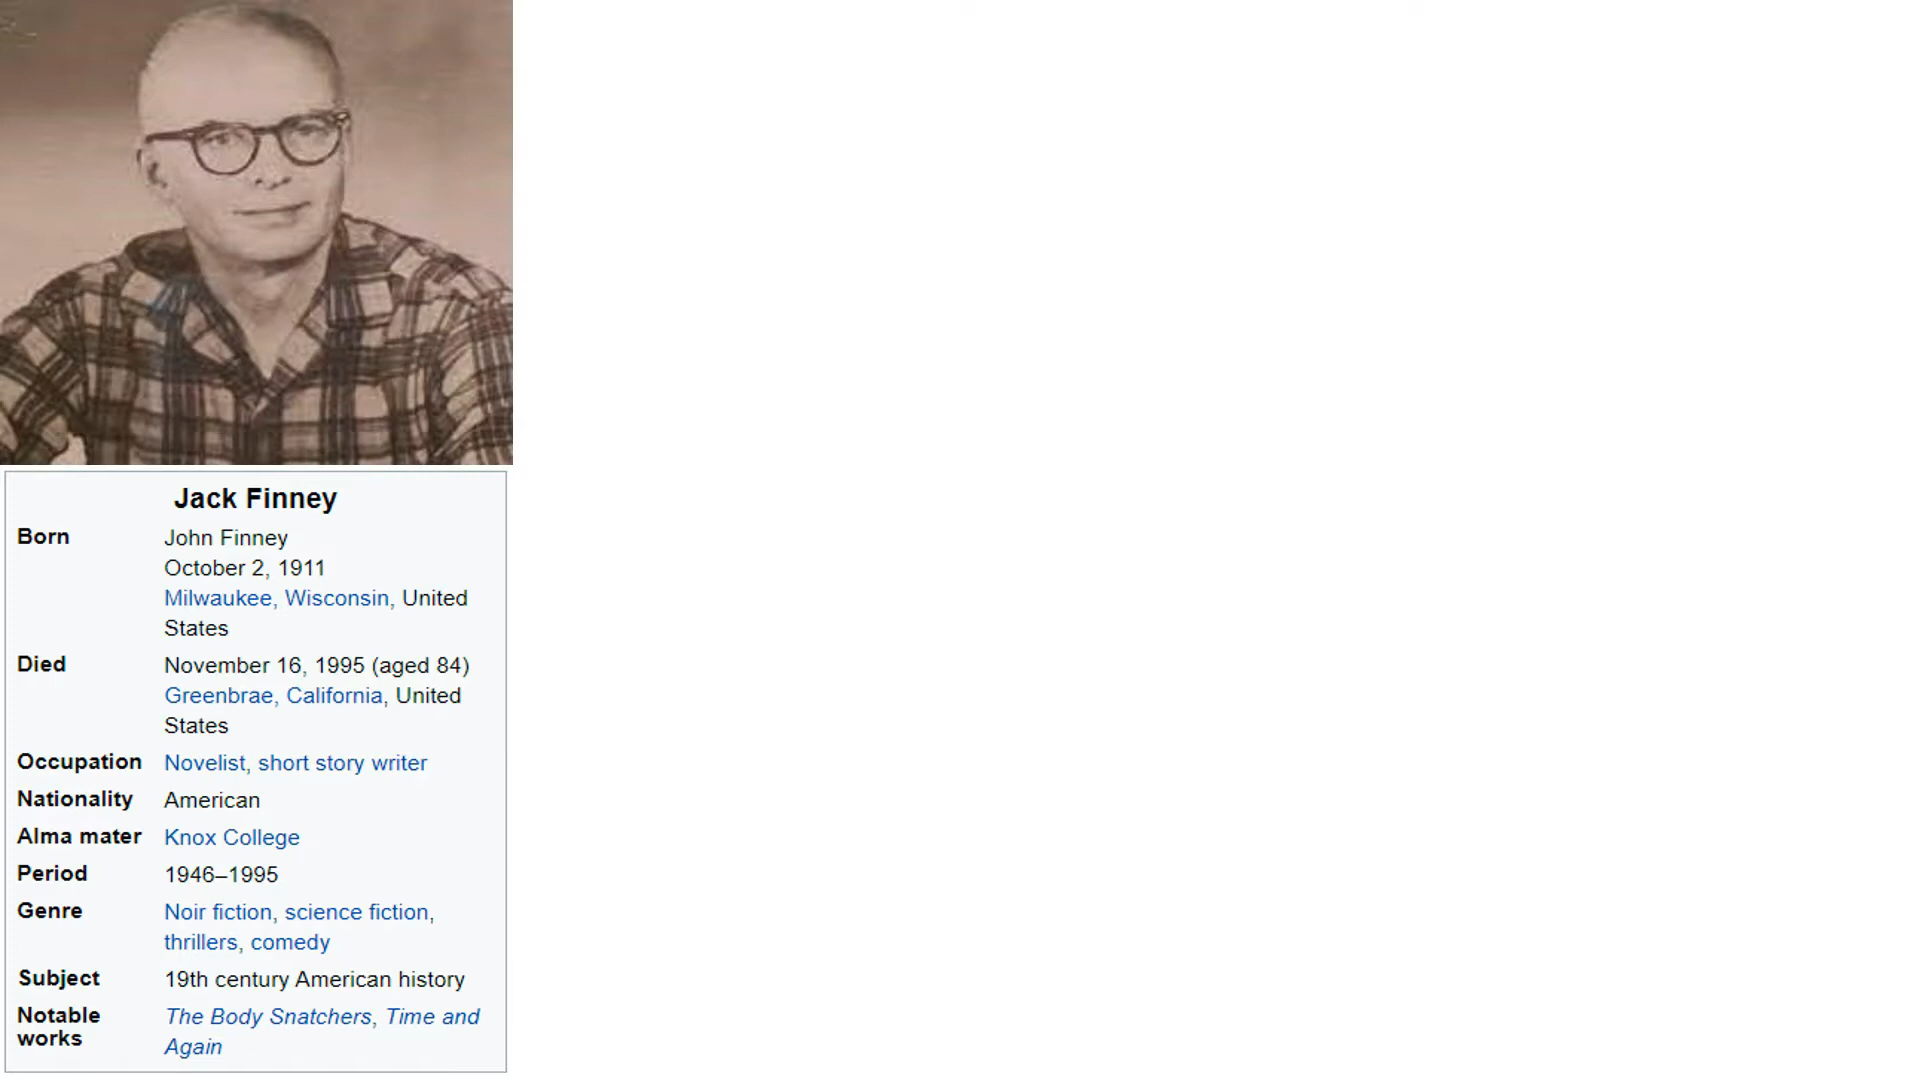 Jack Finney
Born John Finney
October 2, 1911
Milwaukee, Wisconsin, United
States
Died November 16, 1995 (aged 84)
Greenbrae, California, United
States
Occupation Novelist, short story writer
Nationality American
Alma mater Knox College
Period 1946–1995
Genre Noir fiction, science fiction,
thrillers, comedy
Subject 19th century American history
Notable works The Body Snatchers, Time and
Again